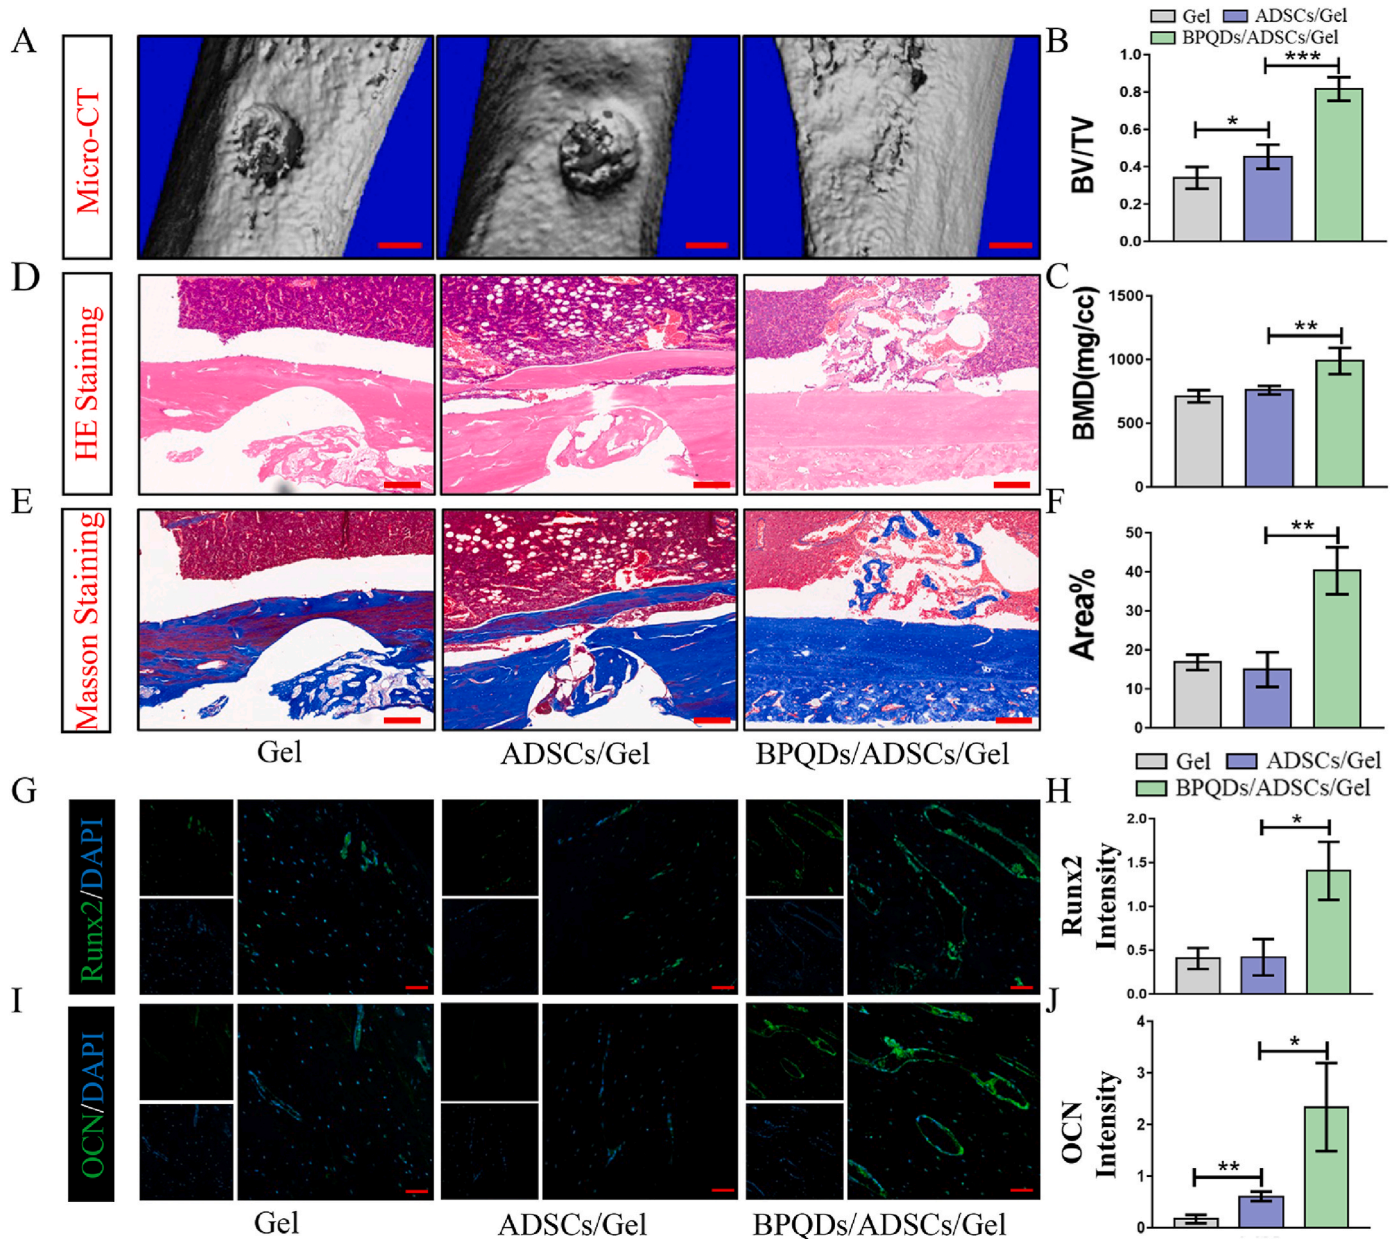 A
Micro-CT
B
Gel
ADSCs/Gel
BPQDs/ADSCs/Gel
BV/TV
1.0
0.8
0.6
0.4
0.2
0.0
*
***
D
HE Staining
C
BMD(mg/cc)
1500
1000
500
0
**
E
Masson Staining
Gel
ADSCs/Gel
BPQDs/ADSCs/Gel
F
Area%
50
40
30
20
10
0
**
Gel
ADSCs/Gel
BPQDs/ADSCs/Gel
G
Runx2/DAPI
H
Runx2
Intensity
2.0
1.5
1.0
0.5
0.0
*
I
OCN/DAPI
Gel
ADSCs/Gel
BPQDs/ADSCs/Gel
J
OCN
Intensity
4
3
2
1
0
**
*